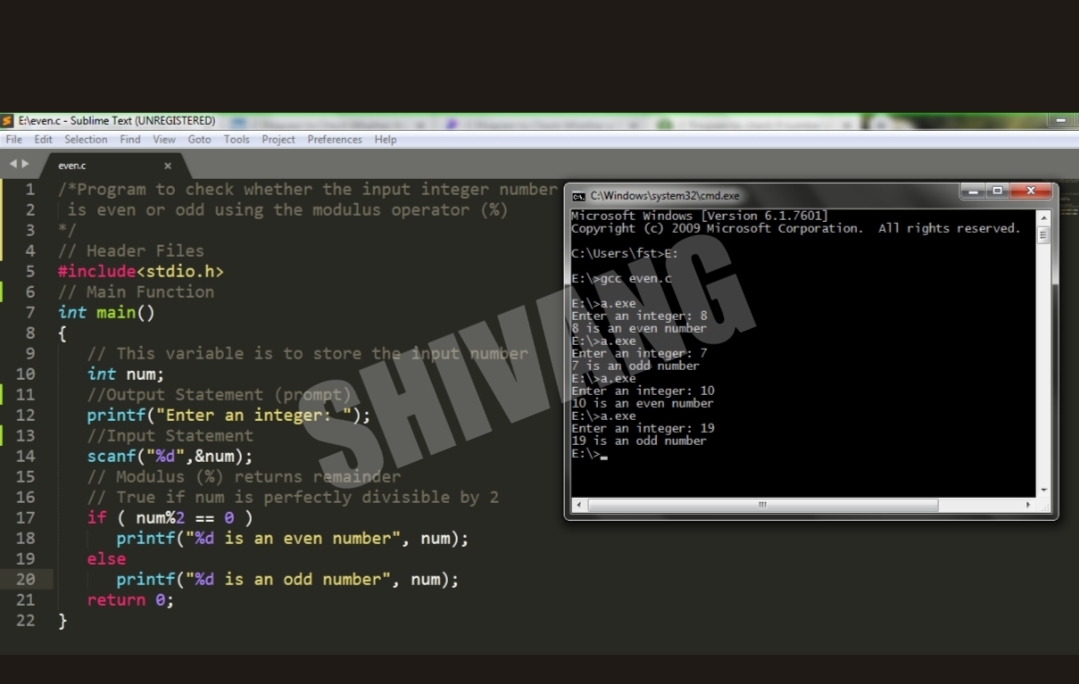 E:\even.c - Sublime Text (UNREGISTERED)
File Edit Selection Find View Goto Tools Project Preferences Help
even.c
1 /*Program to check whether the input integer number
2 is even or odd using the modulus operator (%)
3 */
4 // Header Files
5 #include<stdio.h>
6 // Main Function
7 int main()
8 {
9 // This variable is to store the input number
10 int num;
11 //Output Statement (prompt)
12 printf("Enter an integer: ");
13 //Input Statement
14 scanf("%d",&num);
15 // Modulus (%) returns remainder
16 // True if num is perfectly divisible by 2
17 if ( num%2 == 0 )
18 printf("%d is an even number", num);
19 else
20 printf("%d is an odd number", num);
21 return 0;
22 }
C:\Windows\system32\cmd.exe
Microsoft Windows [Version 6.1.7601]
Copyright (c) 2009 Microsoft Corporation. All rights reserved.
C:\Users\fst>E:
E:\>gcc even.c
E:\>a.exe
Enter an integer: 8
8 is an even number
E:\>a.exe
Enter an integer: 7
7 is an odd number
E:\>a.exe
Enter an integer: 10
10 is an even number
E:\>a.exe
Enter an integer: 19
19 is an odd number
E:\>_
SHIVANG